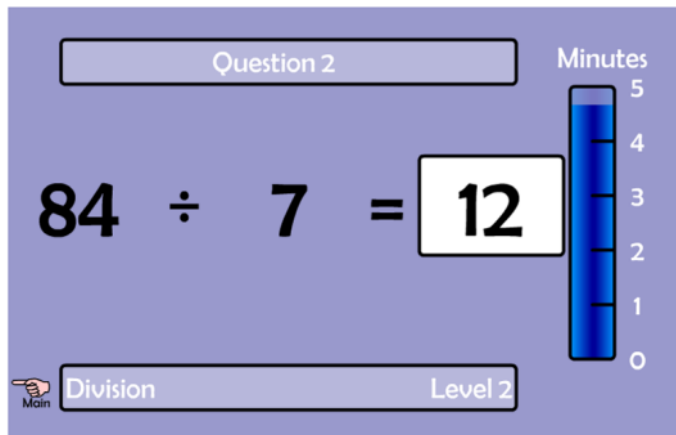 Question 2
Minutes
5
4
3
2
1
0
84 ÷ 7 = 12
Main
Division Level 2